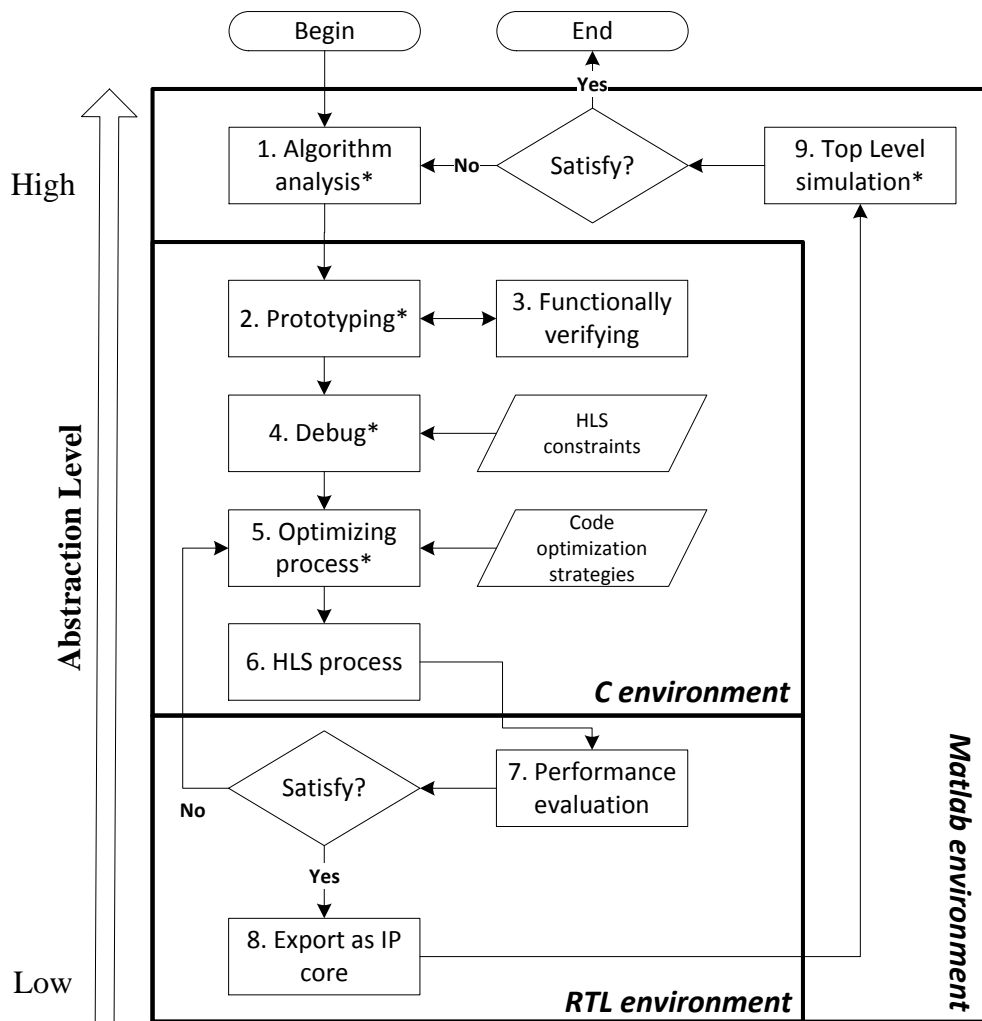 Begin
End
Yes
1. Algorithm
analysis*
No
Satisfy?
9. Top Level
simulation*
High
2. Prototyping*
3. Functionally
verifying
4. Debug*
HLS
constraints
Abstraction Level
5. Optimizing
process*
Code
optimization
strategies
6. HLS process
C environment
Satisfy?
7. Performance
evaluation
No
Yes
Matlab environment
8. Export as IP
core
Low
RTL environment